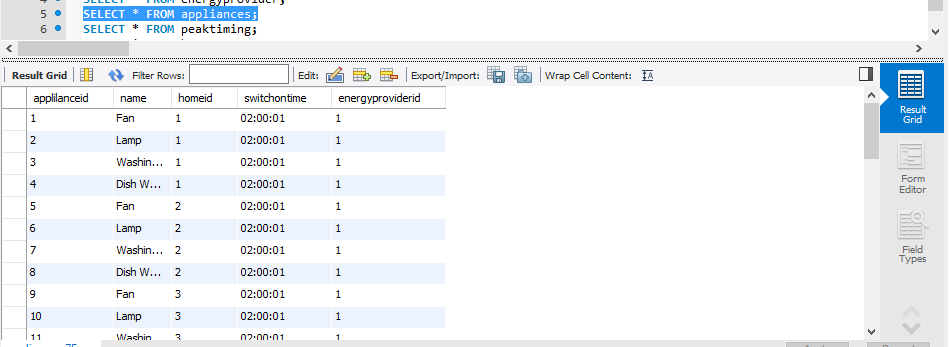 4 SELECT * FROM energyprovider;
5 SELECT * FROM appliances;
6 SELECT * FROM peaktiming;
Result Grid Filter Rows: Edit: Export/Import: Wrap Cell Content: IA
applilanceid name homeid switchontime energyproviderid
1 Fan 1 02:00:01 1
2 Lamp 1 02:00:01 1
3 Washin... 1 02:00:01 1
4 Dish W... 1 02:00:01 1
5 Fan 2 02:00:01 1
6 Lamp 2 02:00:01 1
7 Washin... 2 02:00:01 1
8 Dish W... 2 02:00:01 1
9 Fan 3 02:00:01 1
10 Lamp 3 02:00:01 1
11 Washin 3 02:00:01 1
Result
Grid
Form
Editor
Field
Types